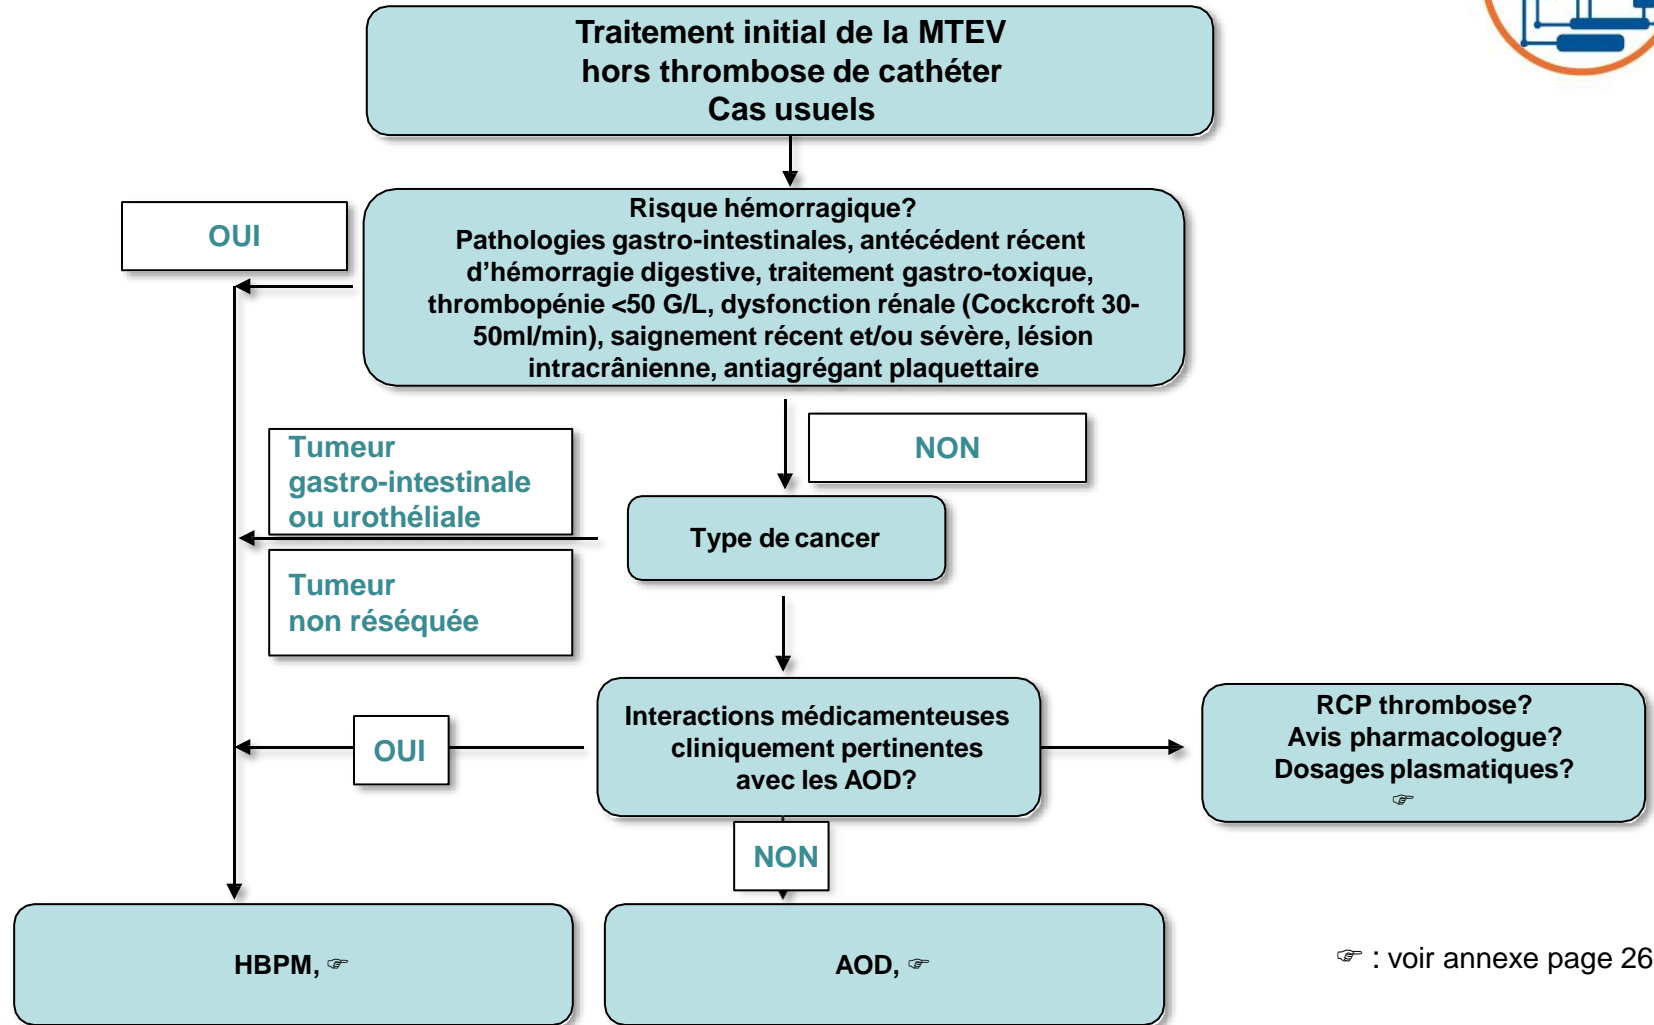 Traitement initial de la MTEV
hors thrombose de cathéter
Cas usuels
OUI
Risque hémorragique?
Pathologies gastro-intestinales, antécédent récent
d’hémorragie digestive, traitement gastro-toxique,
thrombopénie <50 G/L, dysfonction rénale (Cockcroft 30-
50ml/min), saignement récent et/ou sévère, lésion
intracrânienne, antiagrégant plaquettaire
NON
Tumeur
gastro-intestinale
ou urothéliale
Type de cancer
Tumeur
non réséquée
Interactions médicamenteuses
cliniquement pertinentes
avec les AOD?
OUI
RCP thrombose?
Avis pharmacologue?
Dosages plasmatiques?
☞
NON
HBPM, ☞
AOD, ☞
☞ : voir annexe page 26